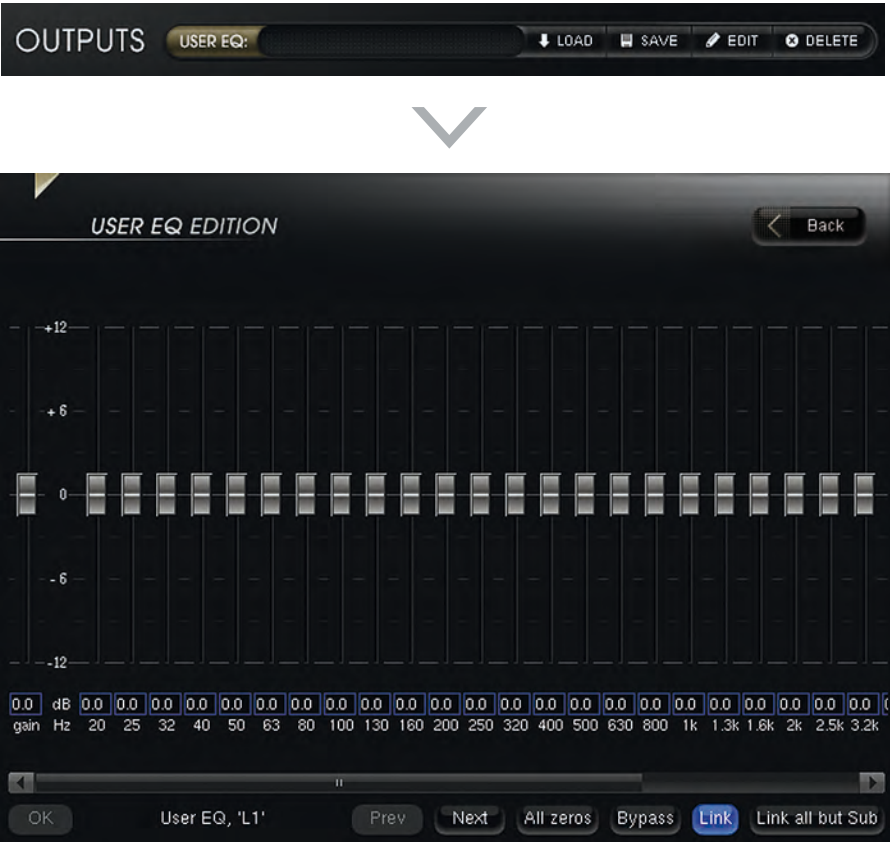 OUTPUTS USER EQ: LOAD SAVE EDIT DELETE
USER EQ EDITION Back
+12
+ 6
0
- 6
-12
0.0 dB 0.0 0.0 0.0 0.0 0.0 0.0 0.0 0.0 0.0 0.0 0.0 0.0 0.0 0.0 0.0 0.0 0.0 0.0 0.0 0.0 0.0 0.0 0.0
gain Hz 20 25 32 40 50 63 80 100 130 160 200 250 320 400 500 630 800 1k 1.3k 1.6k 2k 2.5k 3.2k
OK User EQ, 'L1' Prev Next All zeros Bypass Link Link all but Sub